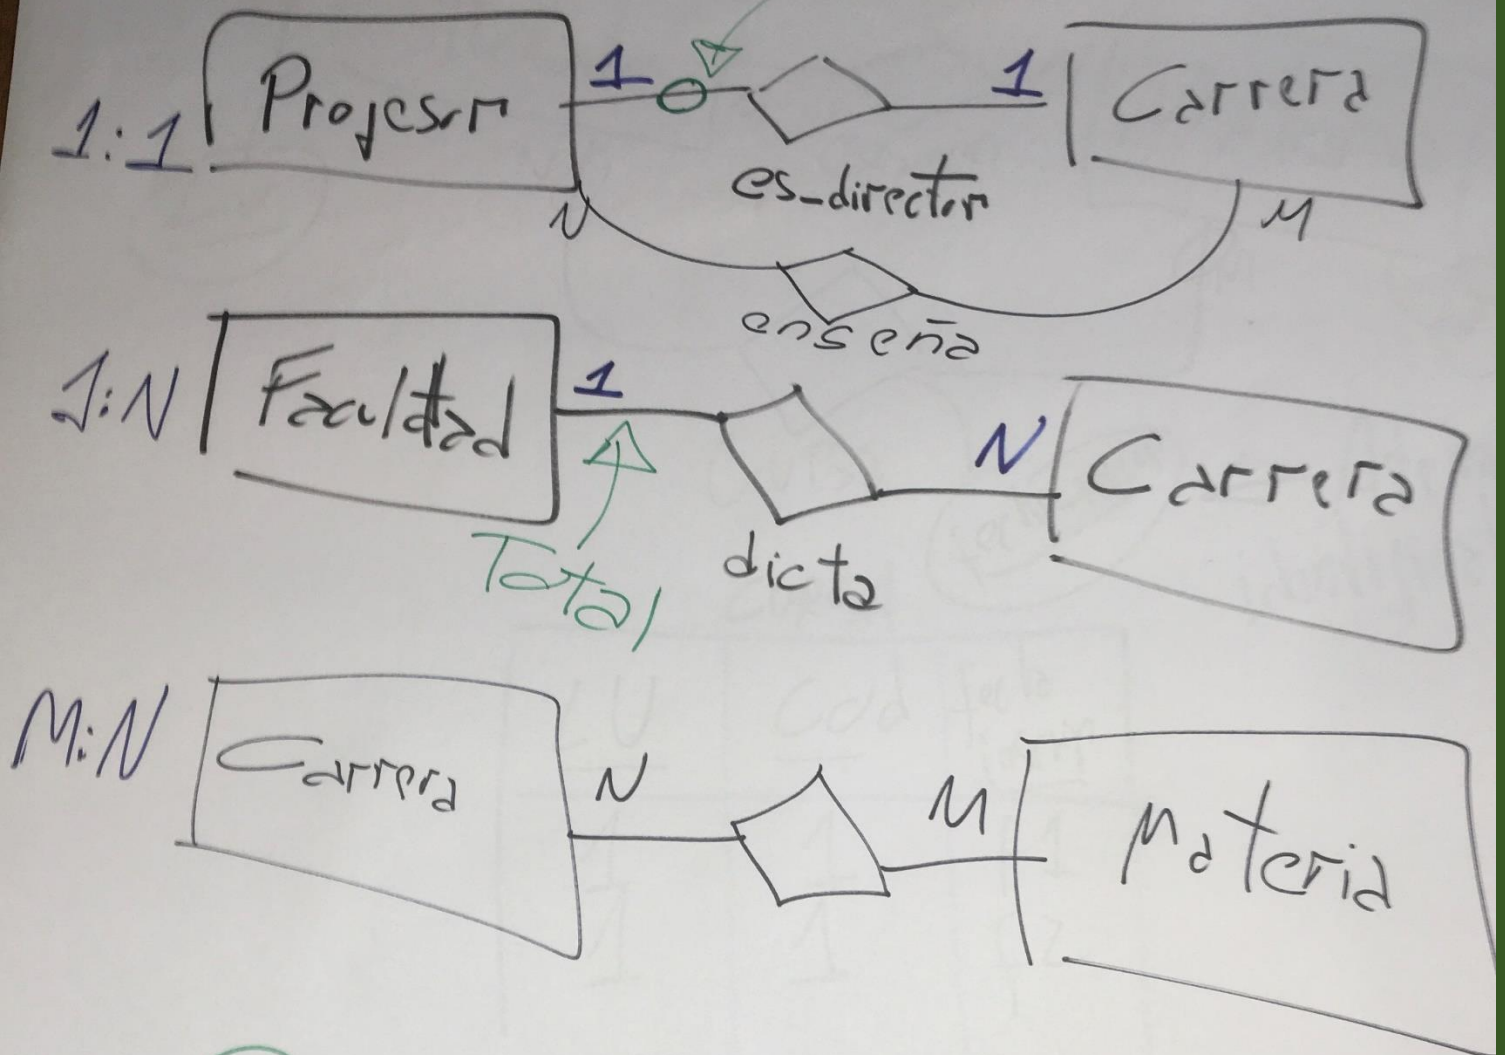 1:1 Profesor 1 1 Carrera
es_director
N M
enseña
1:N Facultad 1 N Carrera
Total dicta
M:N Carrera N M Materia